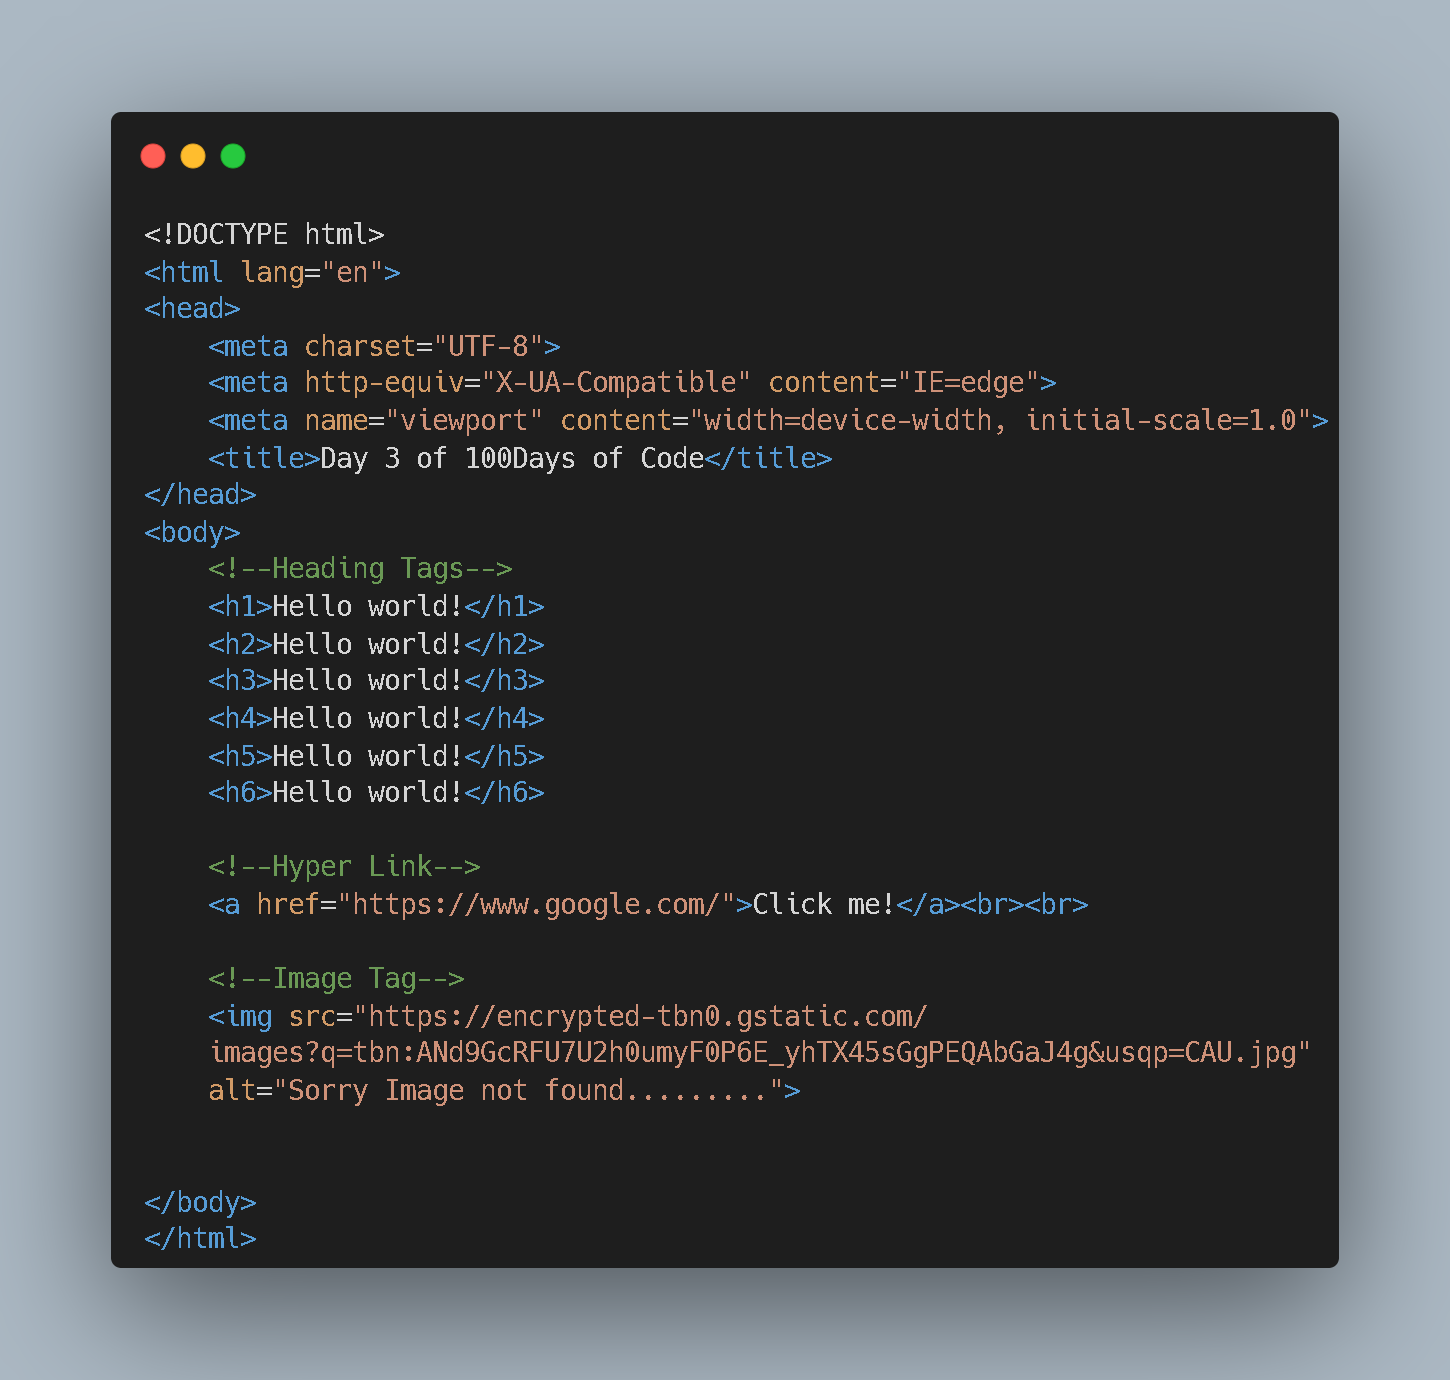 <!DOCTYPE html>
<html lang="en">
<head>
    <meta charset="UTF-8">
    <meta http-equiv="X-UA-Compatible" content="IE=edge">
    <meta name="viewport" content="width=device-width, initial-scale=1.0">
    <title>Day 3 of 100Days of Code</title>
</head>
<body>
    <!--Heading Tags-->
    <h1>Hello world!</h1>
    <h2>Hello world!</h2>
    <h3>Hello world!</h3>
    <h4>Hello world!</h4>
    <h5>Hello world!</h5>
    <h6>Hello world!</h6>

    <!--Hyper Link-->
    <a href="https://www.google.com/">Click me!</a><br><br>

    <!--Image Tag-->
    <img src="https://encrypted-tbn0.gstatic.com/
    images?q=tbn:ANd9GcRFU7U2h0umyF0P6E_yhTX45sGgPEQAbGaJ4g&usqp=CAU.jpg"
    alt="Sorry Image not found.........">


</body>
</html>